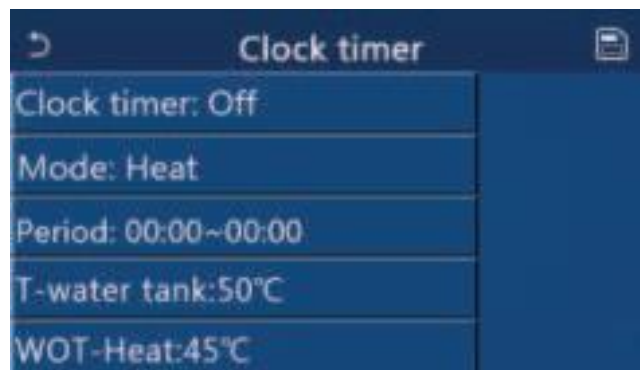 Clock timer
Clock timer: Off
Mode: Heat
Period: 00:00~00:00
T-water tank:50℃
WOT-Heat:45℃